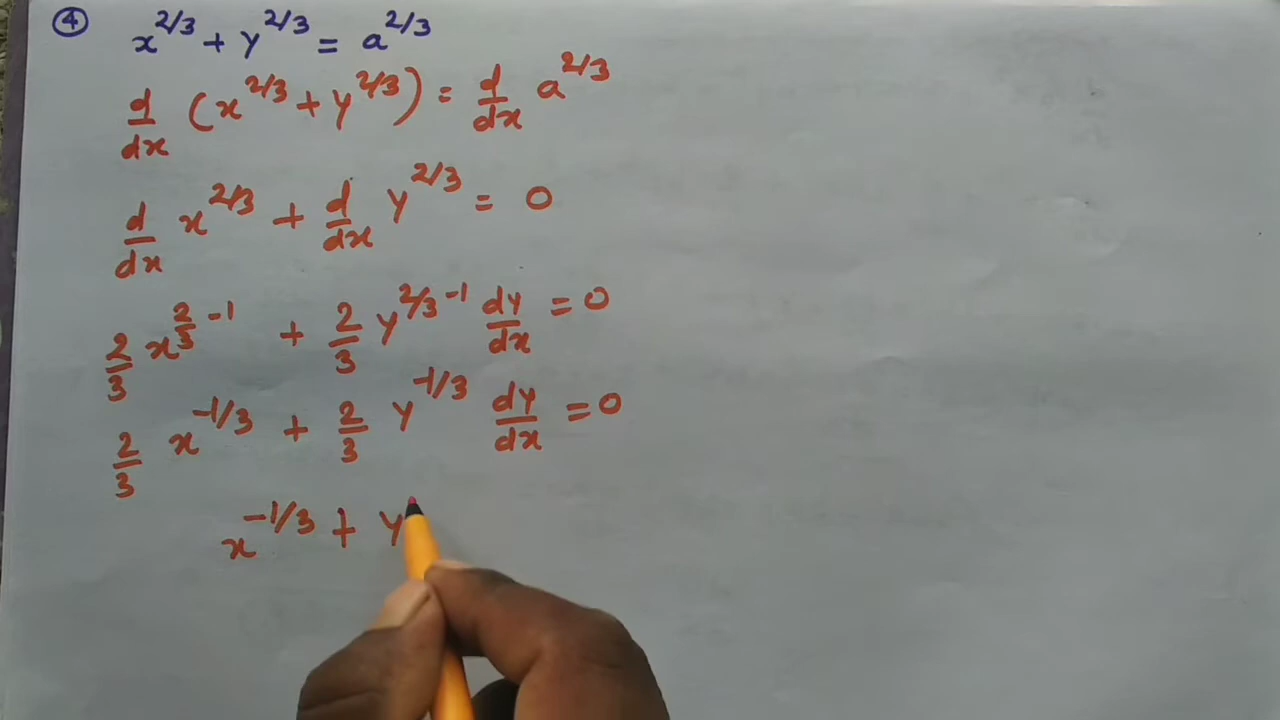 ④ x^{2/3} + y^{2/3} = a^{2/3}
d/dx (x^{2/3} + y^{2/3}) = d/dx a^{2/3}
d/dx x^{2/3} + d/dx y^{2/3} = 0
2/3 x^{2/3 - 1} + 2/3 y^{2/3 - 1} dy/dx = 0
2/3 x^{-1/3} + 2/3 y^{-1/3} dy/dx = 0
x^{-1/3} + y